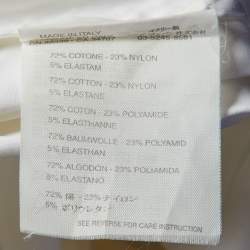 MADE IN ITALY
72% COTONE - 23% NYLON
5% ELASTAM
72% COTTON - 23% NYLON
5% ELASTANE
72% COTON - 23% POLYAMIDE
5% ELASTHANNE
72% BAUMWOLLE - 23% POLYAMID
5% ELASTHAN
72% ALGODÓN - 23% POLIAMIDA
5% ELASTANO
72% 綿 - 23% ナイロン
5% ポリウレタン
SEE REVERSE FOR CARE INSTRUCTION